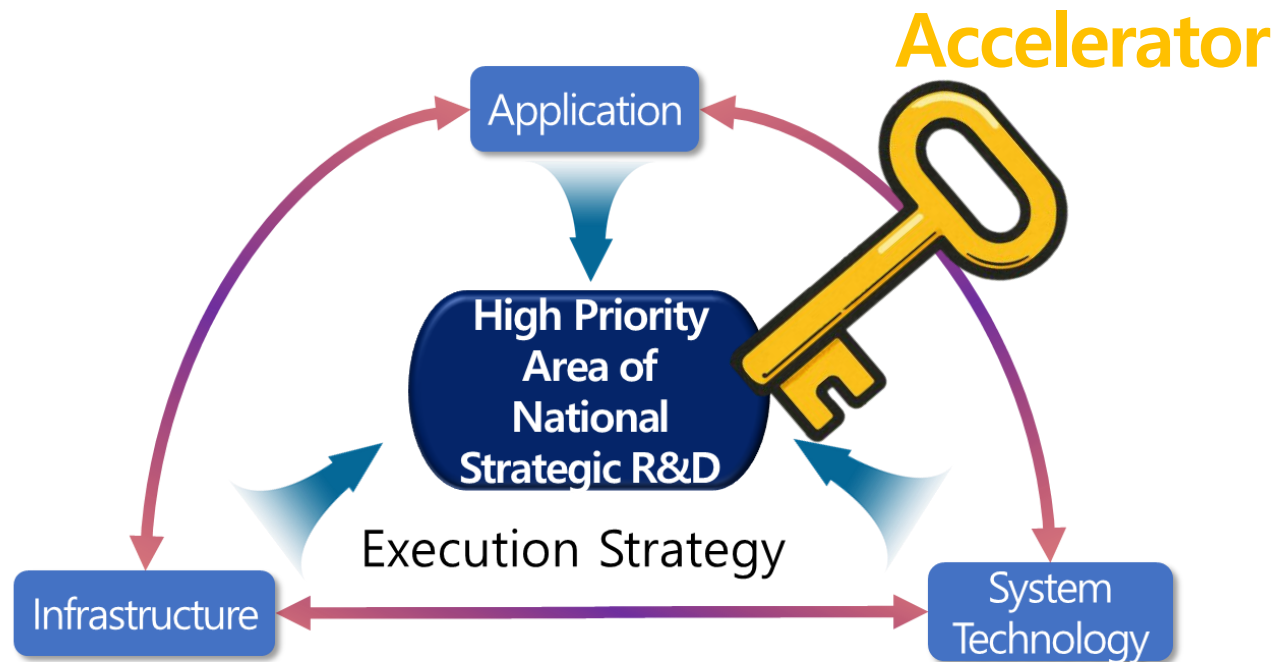 Accelerator
Application
High Priority
Area of
National
Strategic R&D
Execution Strategy
Infrastructure
System
Technology